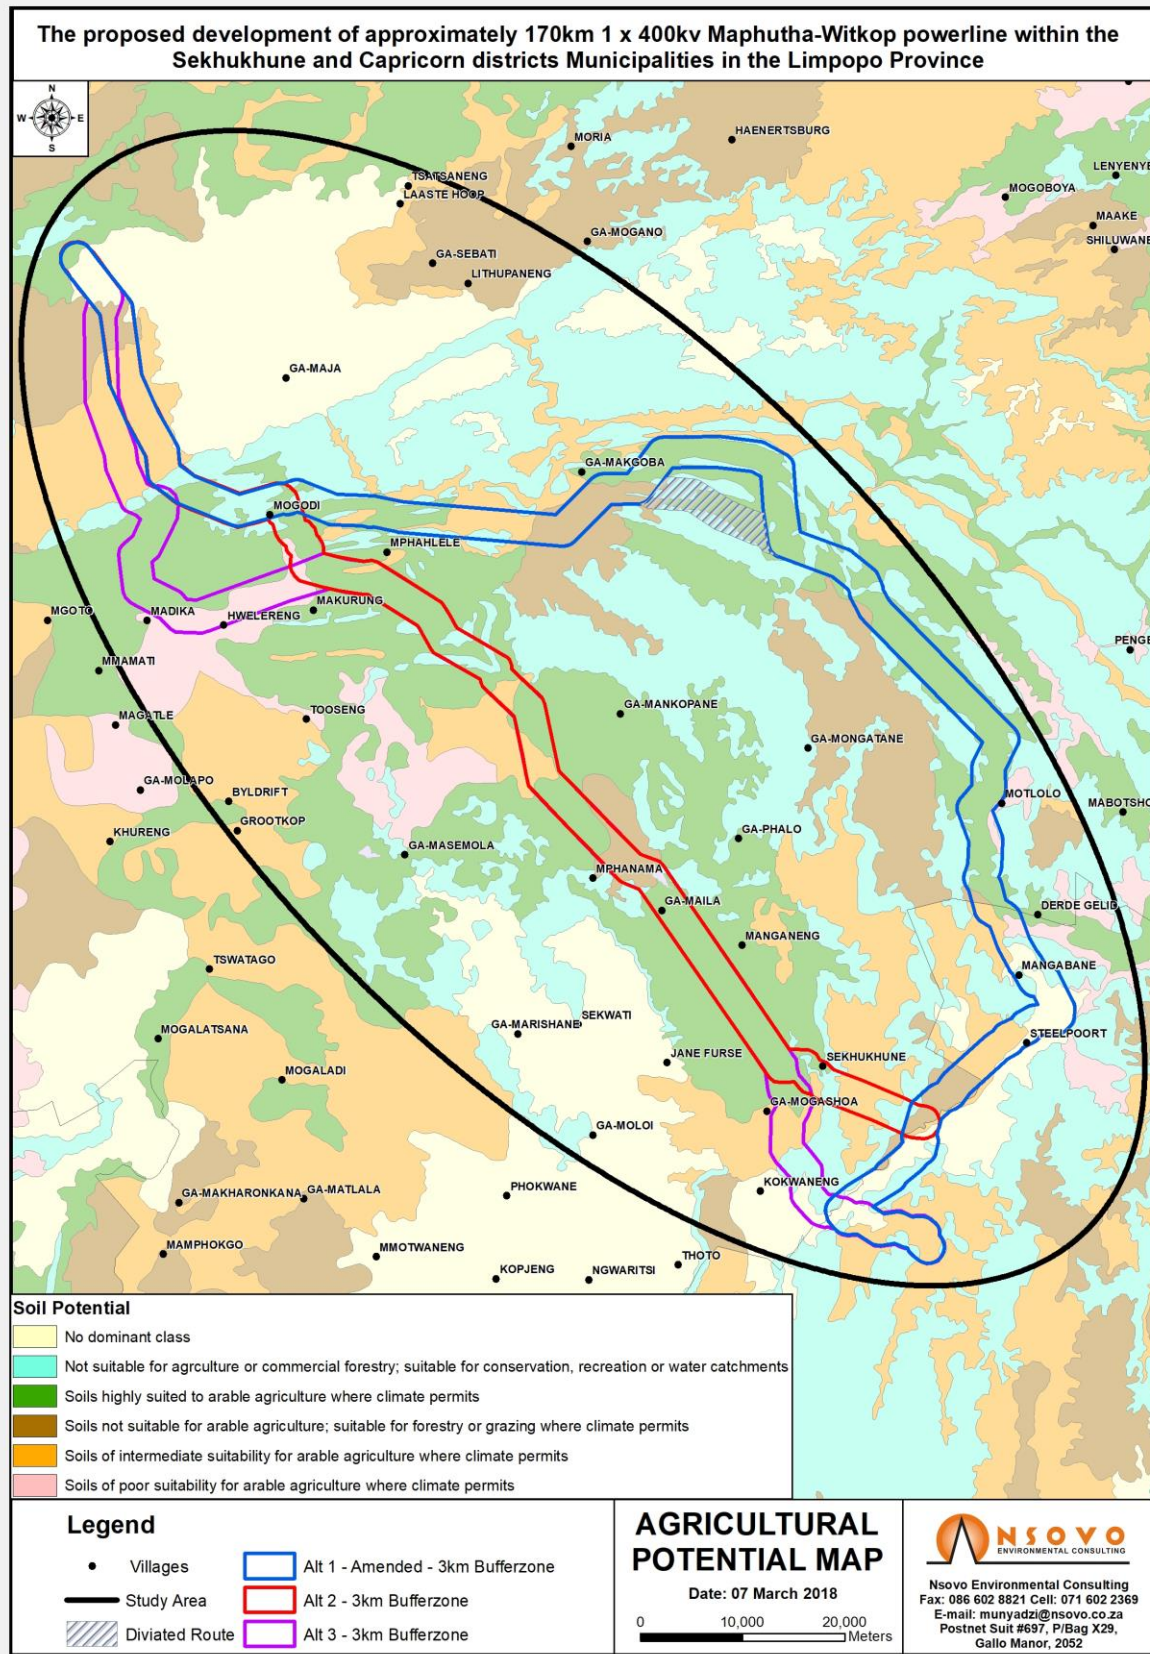 The proposed development of approximately 170km 1 x 400kv Maphutha-Witkop powerline within the
Sekhukhune and Capricorn districts Municipalities in the Limpopo Province
N
W E
S
MORIA
HAENERTSBURG
TSATSANENG
LAASTE HOOP
LENYENYE
MOGOBOYA
MAAKE
SHILUWANE
GA-MOGANO
GA-SEBATI
LITHUPANENG
GA-MAJA
GA-MAKGOBA
MOGODI
MPHAHLELE
MGOTO
MADIKA
HWELERENG
MAKURUNG
PENGE
MMAMATI
MAGATLE
TOOSENG
GA-MANKOPANE
GA-MONGATANE
GA-MOLAPO
BYLDRIFT
GROOTKOP
KHURENG
MOTLOLO
MABOTSHO
GA-MASEMOLA
GA-PHALO
MPHANAMA
GA-MAILA
DERDE GELID
MANGANENG
TSWATAGO
MANGABANE
MOGALATSANA
GA-MARISHANE
SEKWATI
STEELPOORT
JANE FURSE
SEKHUKHUNE
MOGALADI
GA-MOGASHOA
GA-MOLOI
KOKWANENG
GA-MAKHARONKANA
GA-MATLALA
PHOKWANE
MAMPHOKGO
MMOTWANENG
THOTO
KOPJENG
NGWARITSI
Soil Potential
No dominant class
Not suitable for agrculture or commercial forestry; suitable for conservation, recreation or water catchments
Soils highly suited to arable agriculture where climate permits
Soils not suitable for arable agriculture; suitable for forestry or grazing where climate permits
Soils of intermediate suitability for arable agriculture where climate permits
Soils of poor suitability for arable agriculture where climate permits
Legend
Villages
Study Area
Diviated Route
Alt 1 - Amended - 3km Bufferzone
Alt 2 - 3km Bufferzone
Alt 3 - 3km Bufferzone
AGRICULTURAL
POTENTIAL MAP
Date: 07 March 2018
0 10,000 20,000
Meters
NSOVO
ENVIRONMENTAL CONSULTING
Nsovo Environmental Consulting
Fax: 086 602 8821 Cell: 071 602 2369
E-mail: munyadzi@nsovo.co.za
Postnet Suit #697, P/Bag X29,
Gallo Manor, 2052